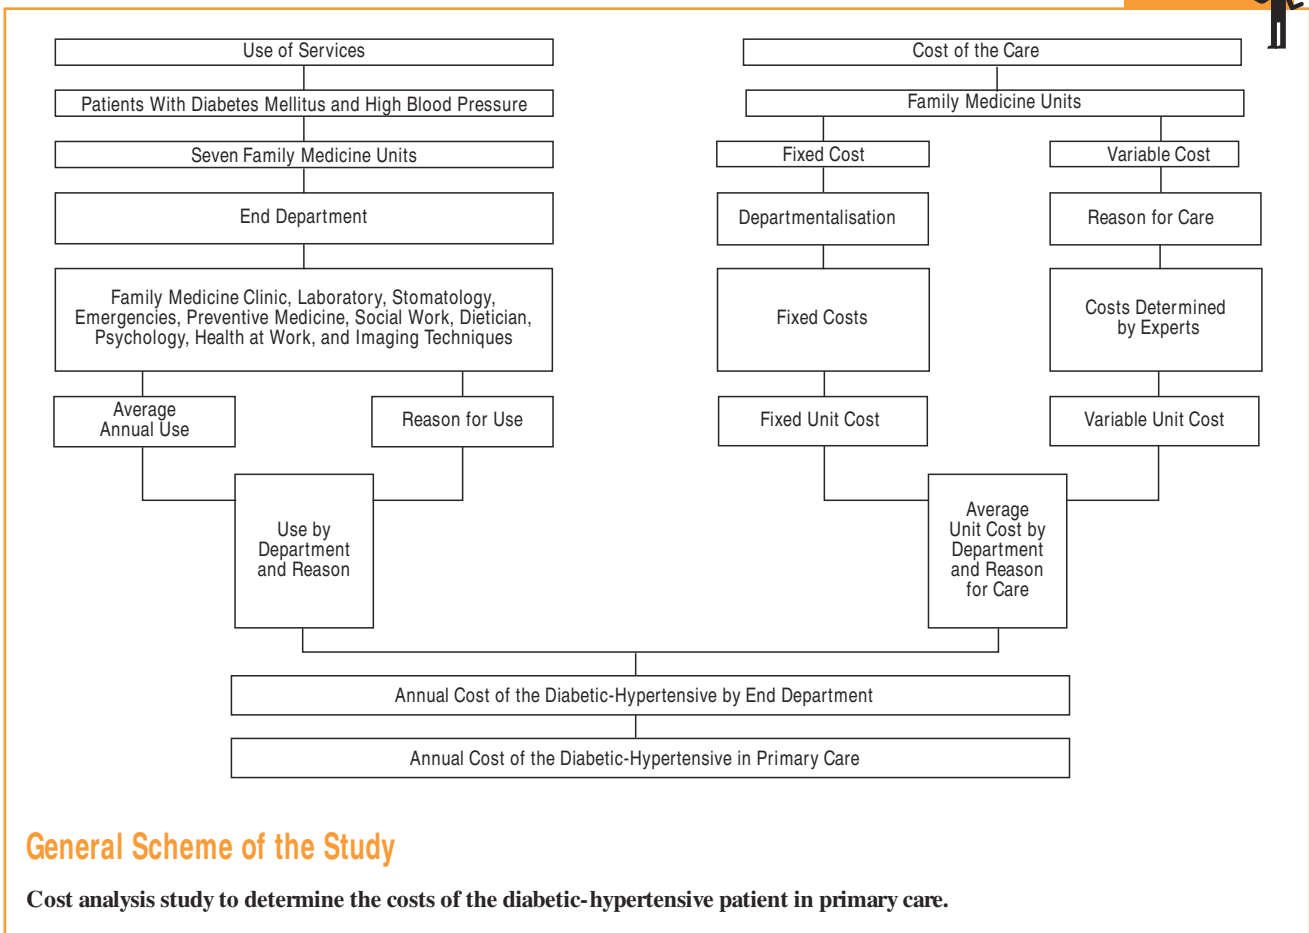 Use of Services
Patients With Diabetes Mellitus and High Blood Pressure
Seven Family Medicine Units
End Department
Family Medicine Clinic, Laboratory, Stomatology,
Emergencies, Preventive Medicine, Social Work, Dietician,
Psychology, Health at Work, and Imaging Techniques
Average
Annual Use
Reason for Use
Use by
Department
and Reason
Cost of the Care
Family Medicine Units
Fixed Cost
Variable Cost
Departmentalisation
Reason for Care
Fixed Costs
Costs Determined
by Experts
Fixed Unit Cost
Variable Unit Cost
Average
Unit Cost by
Department
and Reason
for Care
Annual Cost of the Diabetic-Hypertensive by End Department
Annual Cost of the Diabetic-Hypertensive in Primary Care
General Scheme of the Study
Cost analysis study to determine the costs of the diabetic-hypertensive patient in primary care.